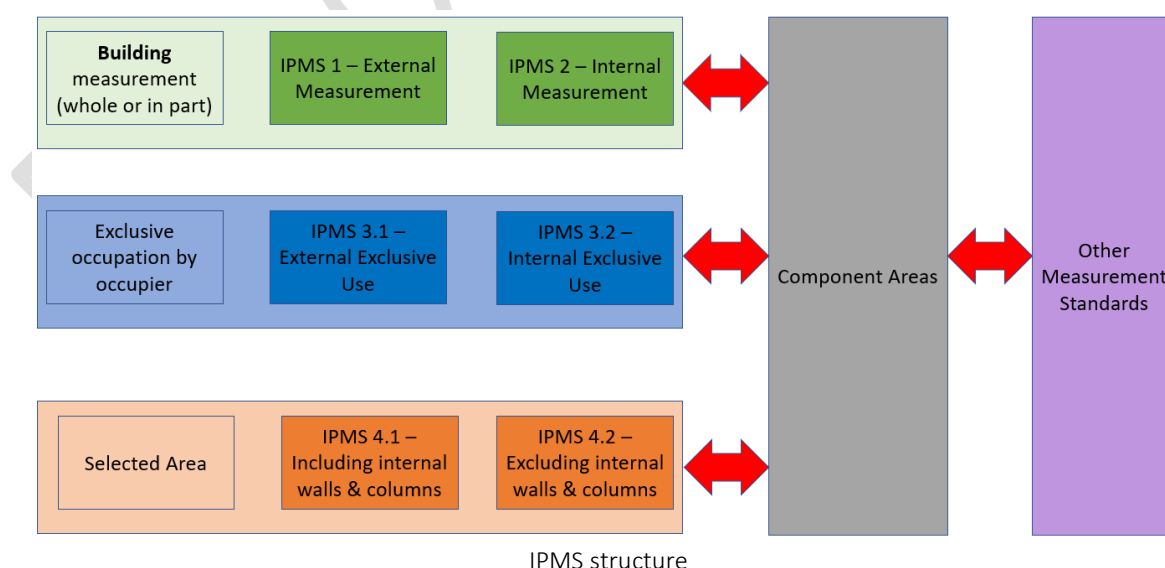 Building
measurement
(whole or in part)
IPMS 1 – External
Measurement
IPMS 2 – Internal
Measurement
Exclusive
occupation by
occupier
IPMS 3.1 –
External Exclusive
Use
IPMS 3.2 –
Internal Exclusive
Use
Selected Area
IPMS 4.1 –
Including internal
walls & columns
IPMS 4.2 –
Excluding internal
walls & columns
Component Areas
Other
Measurement
Standards
IPMS structure